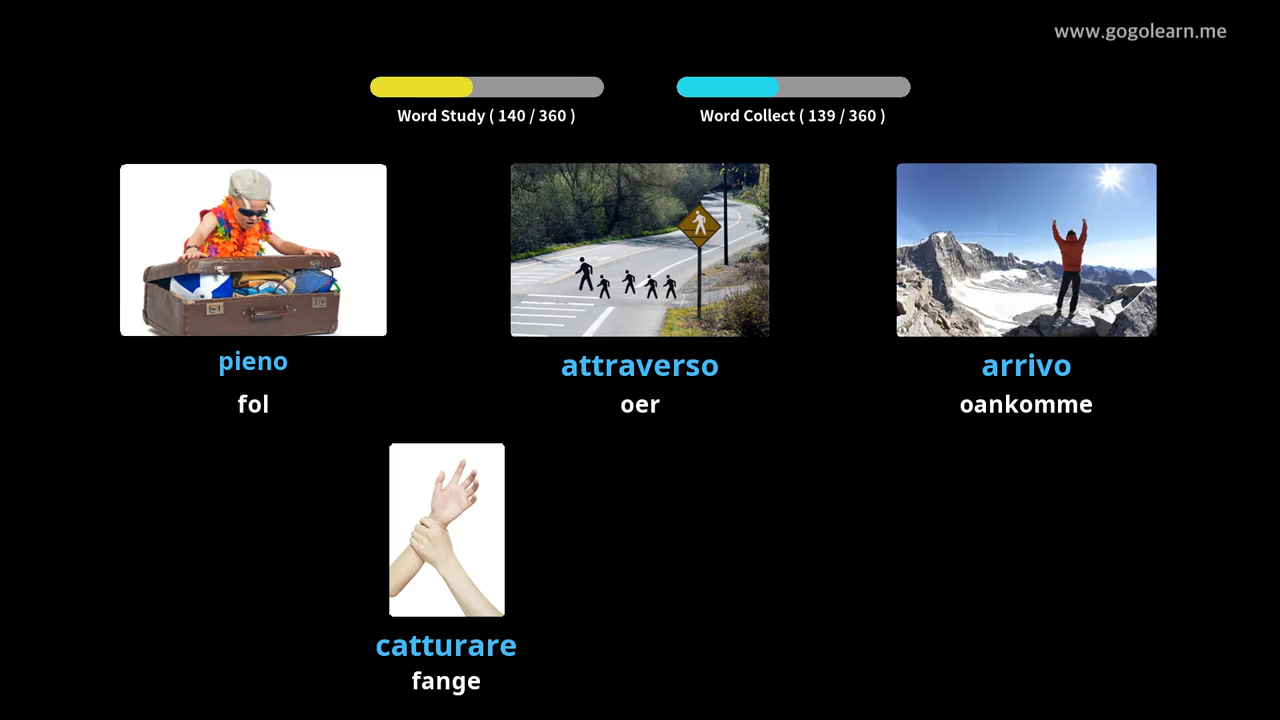 www.gogolearn.me
Word Study ( 140 / 360 )
Word Collect ( 139 / 360 )
pieno
fol
attraverso
oer
arrivo
oankomme
catturare
fange